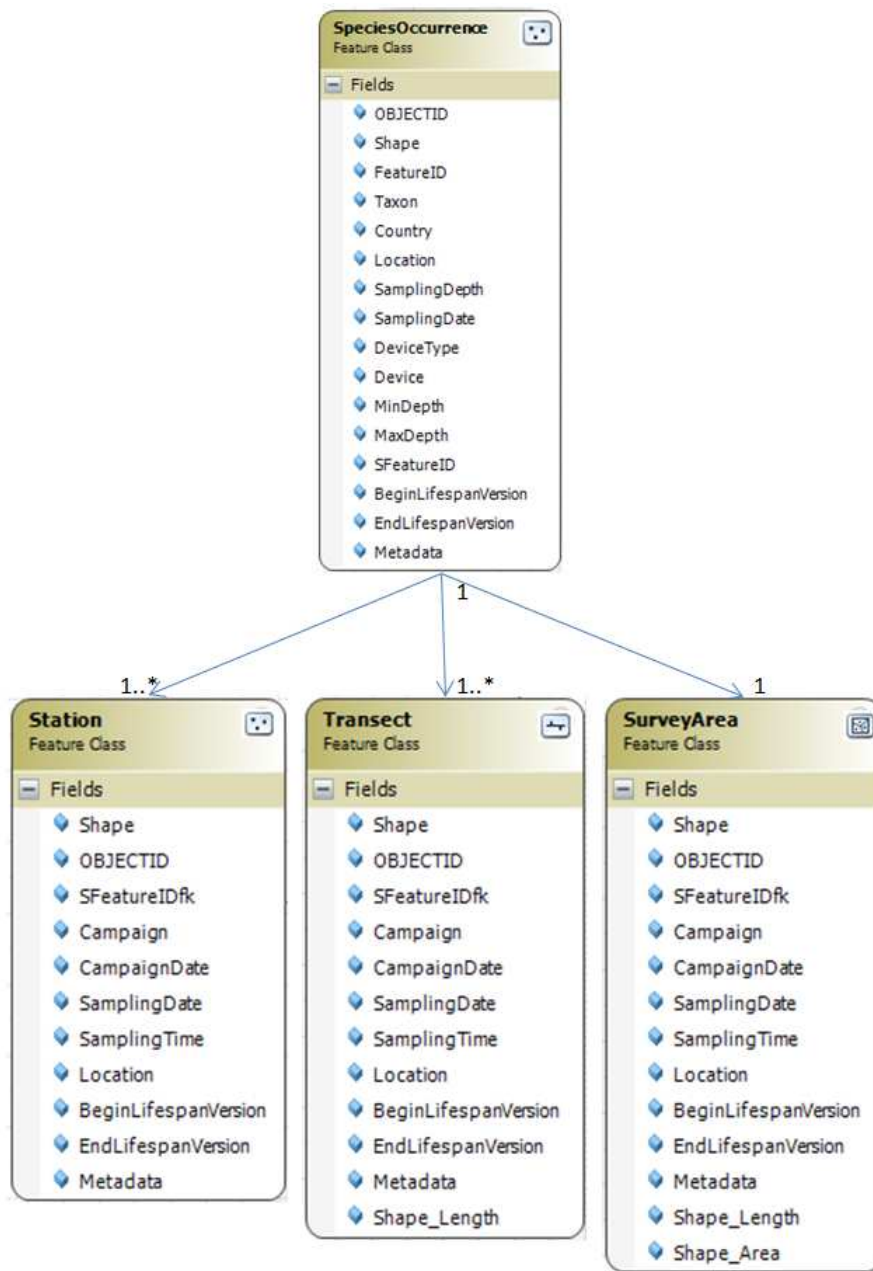 SpeciesOccurrence
Feature Class
Fields
OBJECTID
Shape
FeatureID
Taxon
Country
Location
SamplingDepth
SamplingDate
DeviceType
Device
MinDepth
MaxDepth
SFeatureID
BeginLifespanVersion
EndLifespanVersion
Metadata
1
1..*
1..*
1
Station
Feature Class
Fields
Shape
OBJECTID
SFeatureIDfk
Campaign
CampaignDate
SamplingDate
SamplingTime
Location
BeginLifespanVersion
EndLifespanVersion
Metadata
Transect
Feature Class
Fields
Shape
OBJECTID
SFeatureIDfk
Campaign
CampaignDate
SamplingDate
SamplingTime
Location
BeginLifespanVersion
EndLifespanVersion
Metadata
Shape_Length
SurveyArea
Feature Class
Fields
Shape
OBJECTID
SFeatureIDfk
Campaign
CampaignDate
SamplingDate
SamplingTime
Location
BeginLifespanVersion
EndLifespanVersion
Metadata
Shape_Length
Shape_Area